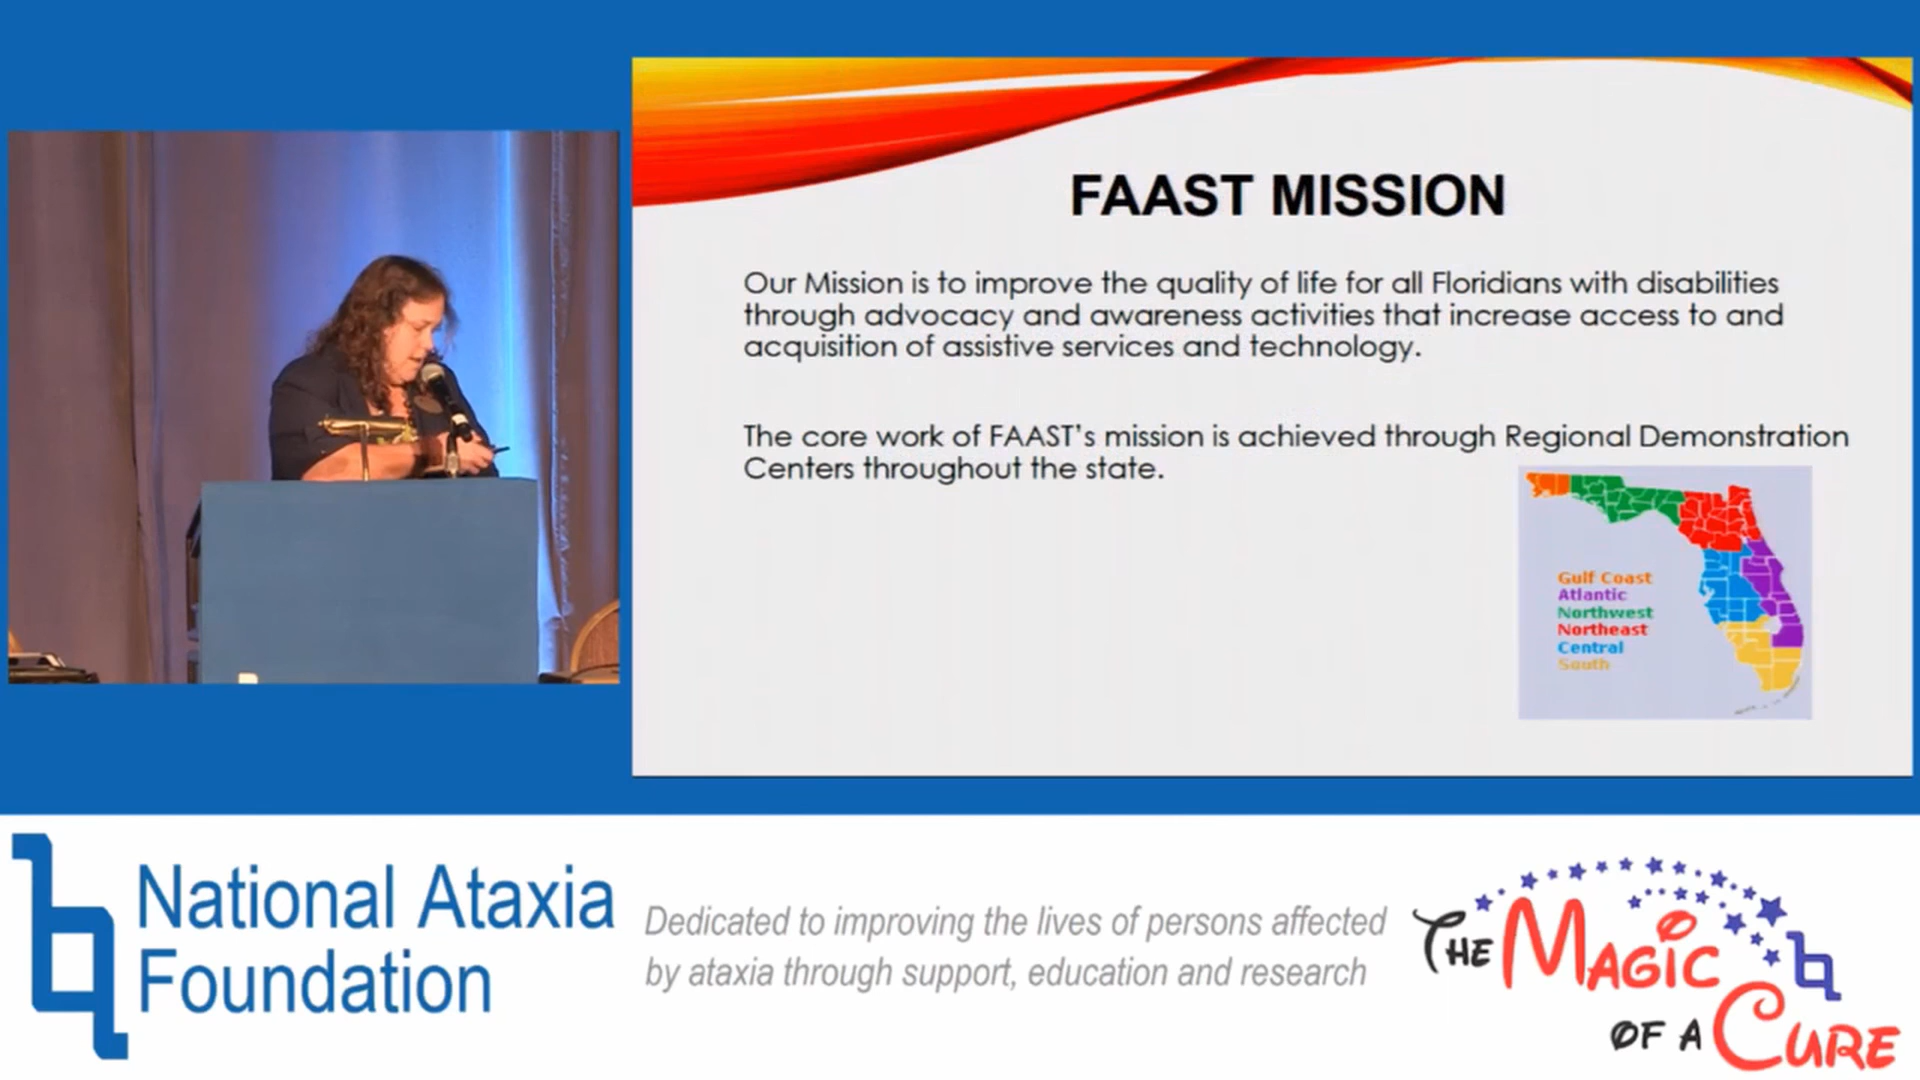 FAAST MISSION
Our Mission is to improve the quality of life for all Floridians with disabilities
through advocacy and awareness activities that increase access to and
acquisition of assistive services and technology.
The core work of FAAST's mission is achieved through Regional Demonstration
Centers throughout the state.
Gulf Coast
Atlantic
Northwest
Northeast
Central
South
National Ataxia
Foundation
Dedicated to improving the lives of persons affected
by ataxia through support, education and research
THE MAGIC
OF A CURE